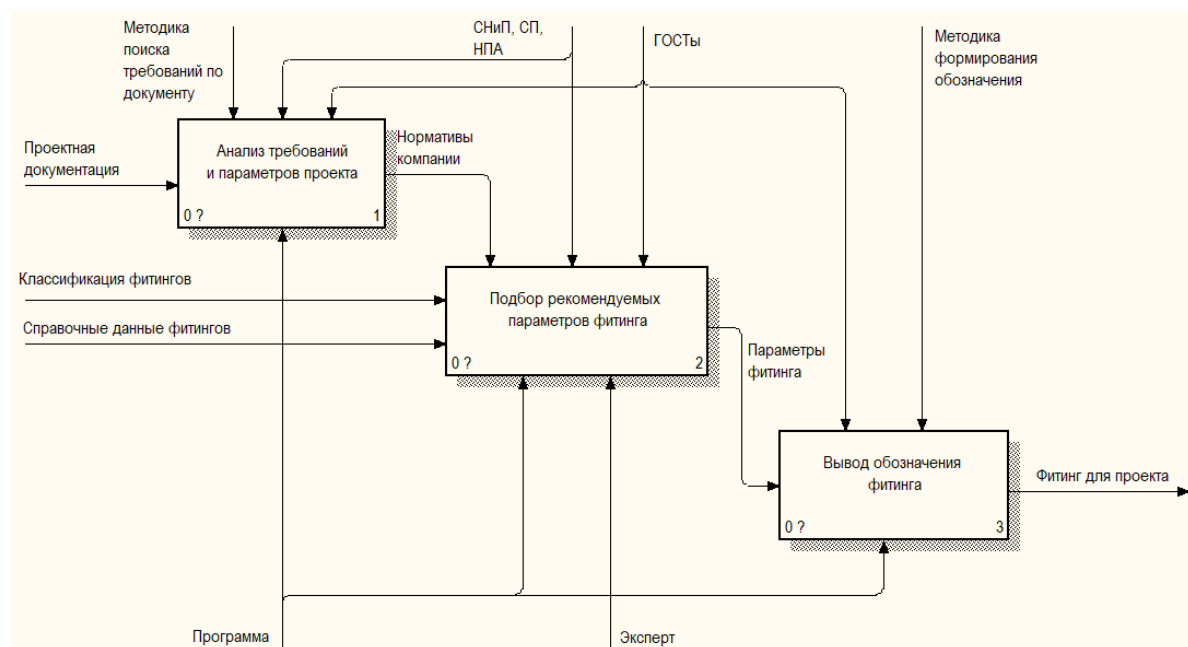 Методика
поиска
требований по
документу
СНиП, СП,
НПА
ГОСТы
Методика
формирования
обозначения
Проектная
документация
Анализ требований
и параметров проекта
0 ?
1
Нормативы
компании
Классификация фитингов
Справочные данные фитингов
Подбор рекомендуемых
параметров фитинга
0 ?
2
Параметры
фитинга
Вывод обозначения
фитинга
0 ?
3
Фитинг для проекта
Программа
Эксперт